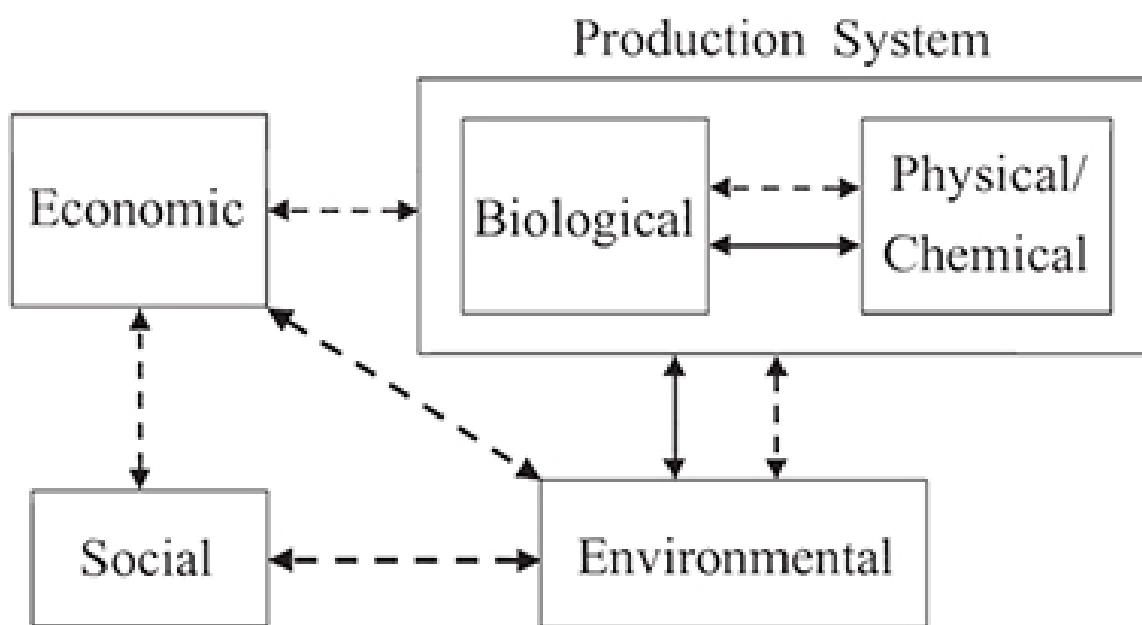 Production System
Economic
Biological
Physical/
Chemical
Social
Environmental